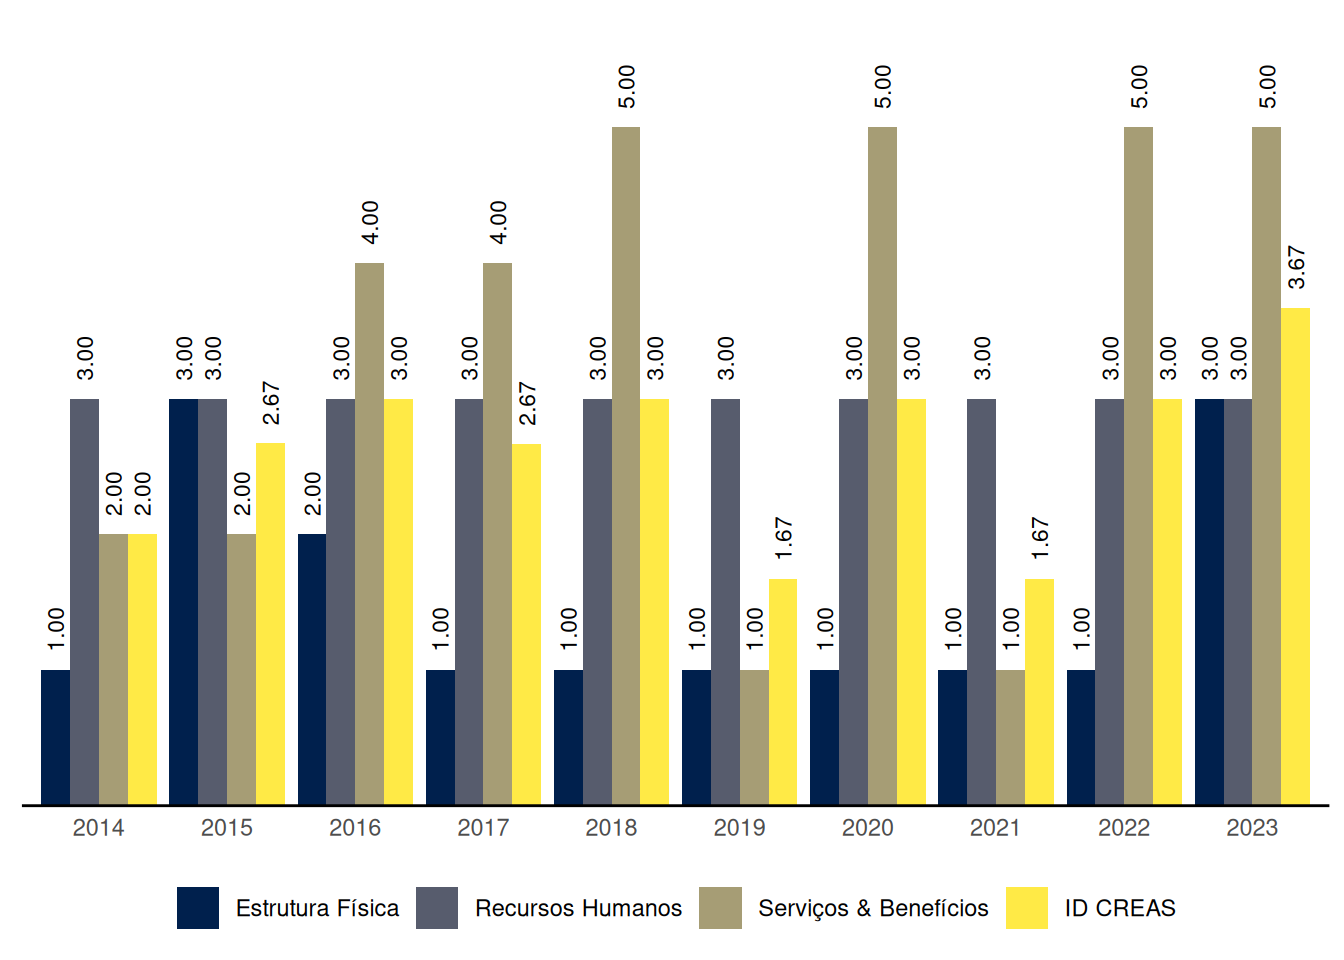 5.00 5.00 5.00 5.00
4.00 4.00
3.67
3.00 3.00 3.00 3.00 3.00 3.00 3.00 3.00 3.00 3.00 3.00 3.00 3.00 3.00 3.00 3.00
2.67 2.67
2.00 2.00 2.00 2.00
1.67 1.67
1.00 1.00 1.00 1.00 1.00 1.00 1.00 1.00 1.00
2014 2015 2016 2017 2018 2019 2020 2021 2022 2023
Estrutura Física Recursos Humanos Serviços & Benefícios ID CREAS